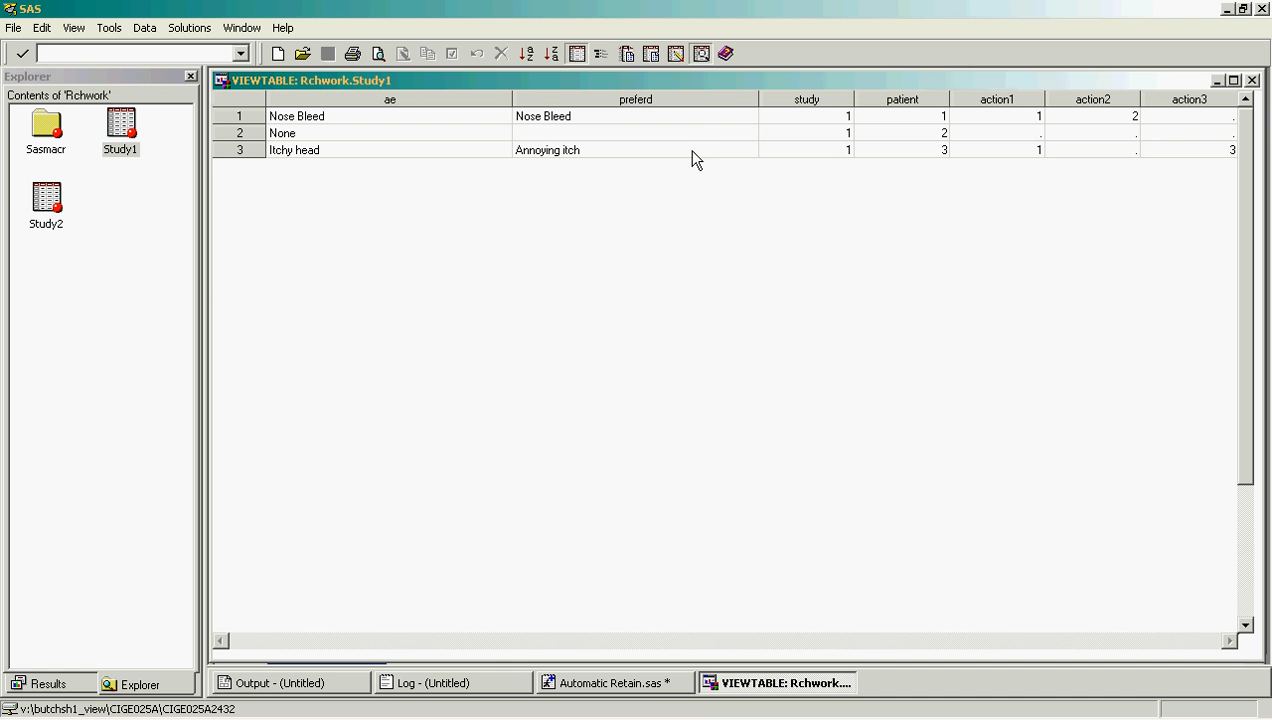 SAS
File Edit View Tools Data Solutions Window Help
Explorer
Contents of 'Rchwork'
Sasmacr Study1
Study2
VIEWTABLE: Rchwork.Study1
ae preferd study patient action1 action2 action3
1 Nose Bleed Nose Bleed 1 1 1 2 .
2 None 1 2 . . .
3 Itchy head Annoying itch 1 3 1 . 3
Results Explorer Output - (Untitled) Log - (Untitled) Automatic Retain.sas * VIEWTABLE: Rchwork....
v:\butchsh1_view\CIGE025A\CIGE025A2432